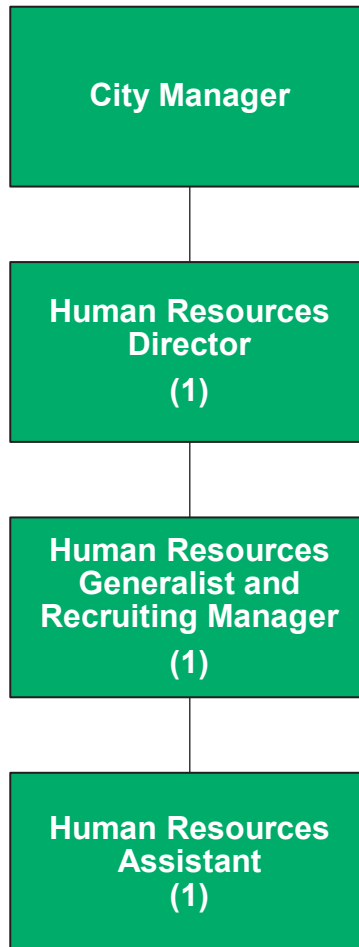 City Manager
Human Resources
Director
(1)
Human Resources
Generalist and
Recruiting Manager
(1)
Human Resources
Assistant
(1)